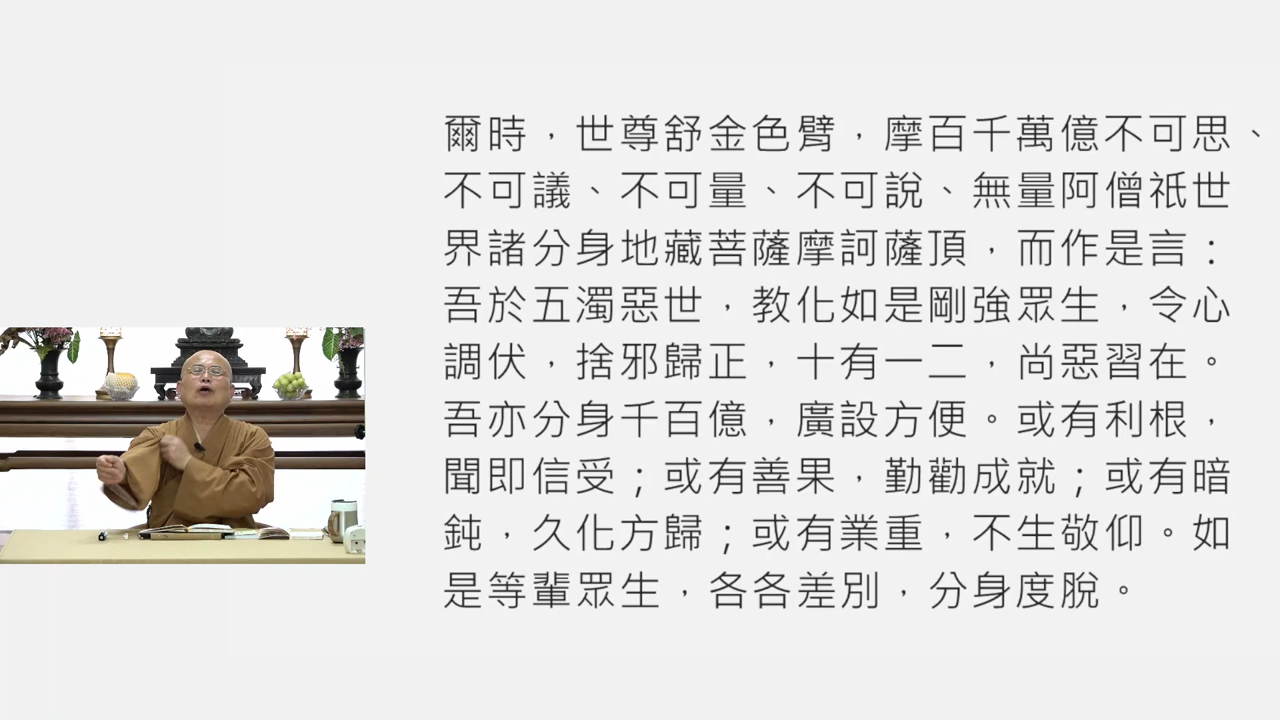 爾時，世尊舒金色臂，摩百千萬億不可思、
不可議、不可量、不可說、無量阿僧祇世
界諸分身地藏菩薩摩訶薩頂，而作是言：
吾於五濁惡世，教化如是剛強眾生，令心
調伏，捨邪歸正，十有一二，尚惡習在。
吾亦分身千百億，廣設方便。或有利根，
聞即信受；或有善果，勤勸成就；或有暗
鈍，久化方歸；或有業重，不生敬仰。如
是等輩眾生，各各差別，分身度脫。